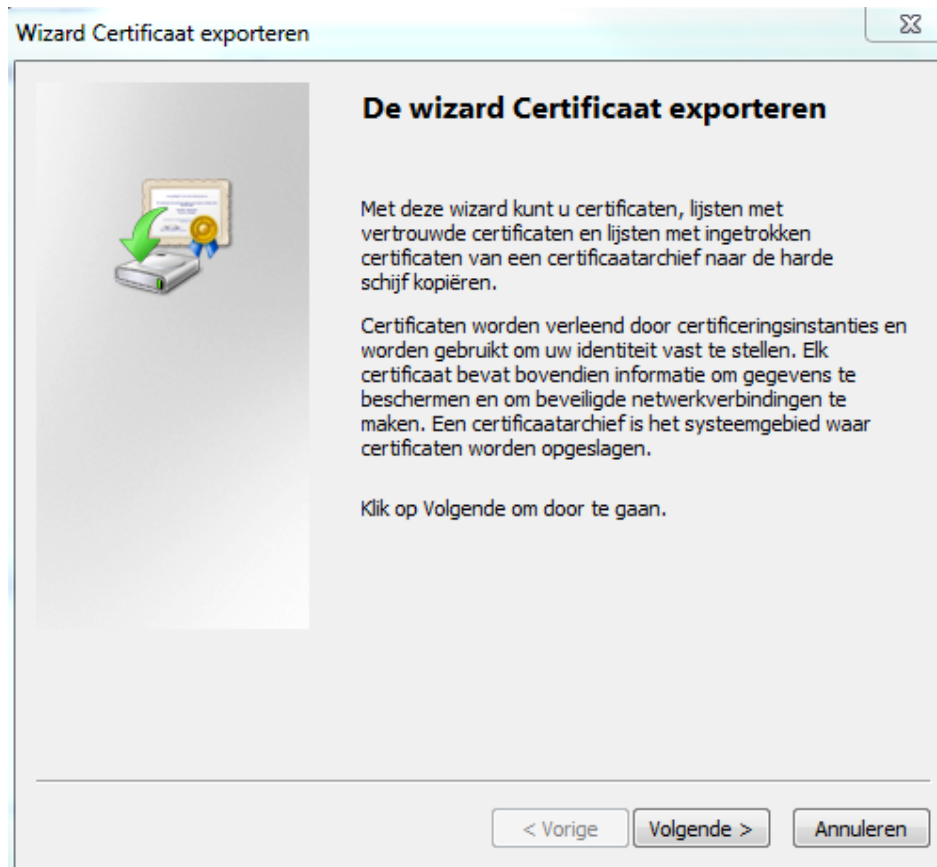 Wizard Certificaat exporteren
De wizard Certificaat exporteren
Met deze wizard kunt u certificaten, lijsten met
vertrouwde certificaten en lijsten met ingetrokken
certificaten van een certificaatarchief naar de harde
schijf kopiëren.
Certificaten worden verleend door certificeringsinstanties en
worden gebruikt om uw identiteit vast te stellen. Elk
certificaat bevat bovendien informatie om gegevens te
beschermen en om beveiligde netwerkverbindingen te
maken. Een certificaatarchief is het systeemgebied waar
certificaten worden opgeslagen.
Klik op Volgende om door te gaan.
< Vorige Volgende > Annuleren